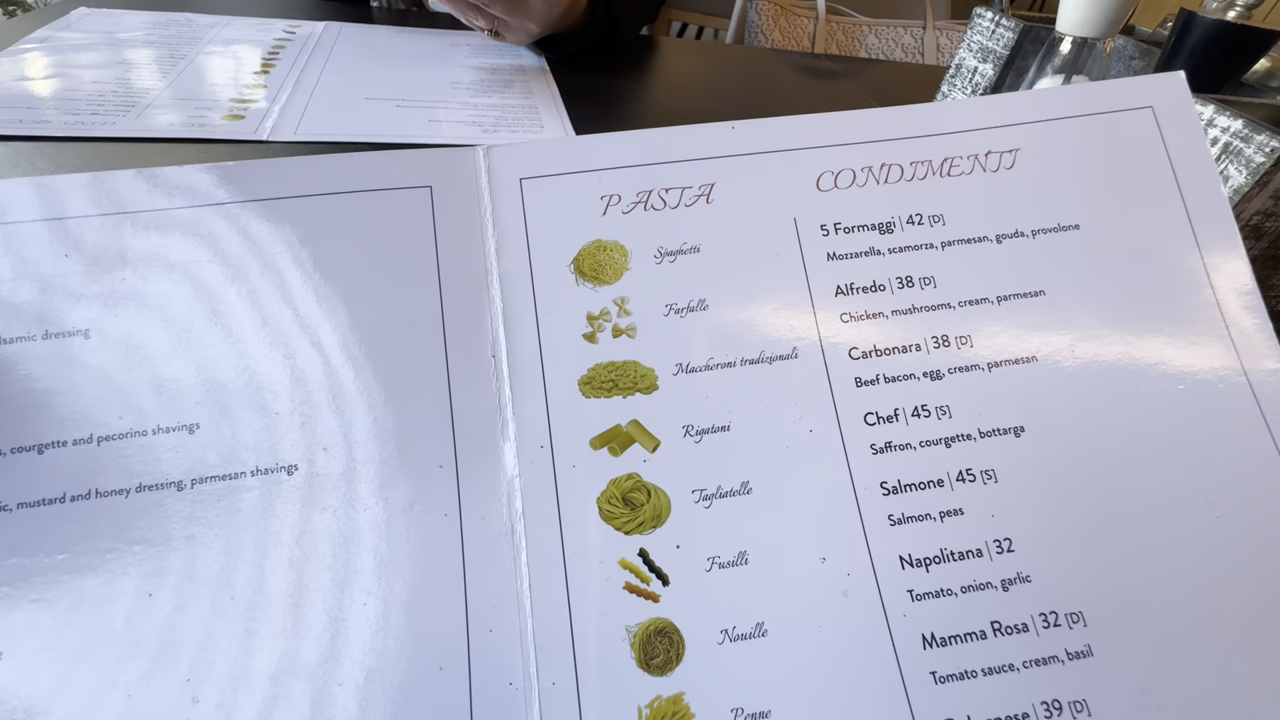 lsamic dressing
, courgette and pecorino shavings
ic, mustard and honey dressing, parmesan shavings
PASTA
Spaghetti
Farfalle
Maccheroni tradizionali
Rigatoni
Tagliatelle
Fusilli
Nouille
Penne
CONDIMENTI
5 Formaggi | 42 [D]
Mozzarella, scamorza, parmesan, gouda, provolone
Alfredo | 38 [D]
Chicken, mushrooms, cream, parmesan
Carbonara | 38 [D]
Beef bacon, egg, cream, parmesan
Chef | 45 [S]
Saffron, courgette, bottarga
Salmone | 45 [S]
Salmon, peas
Napolitana | 32
Tomato, onion, garlic
Mamma Rosa | 32 [D]
Tomato sauce, cream, basil
| 39 [D]